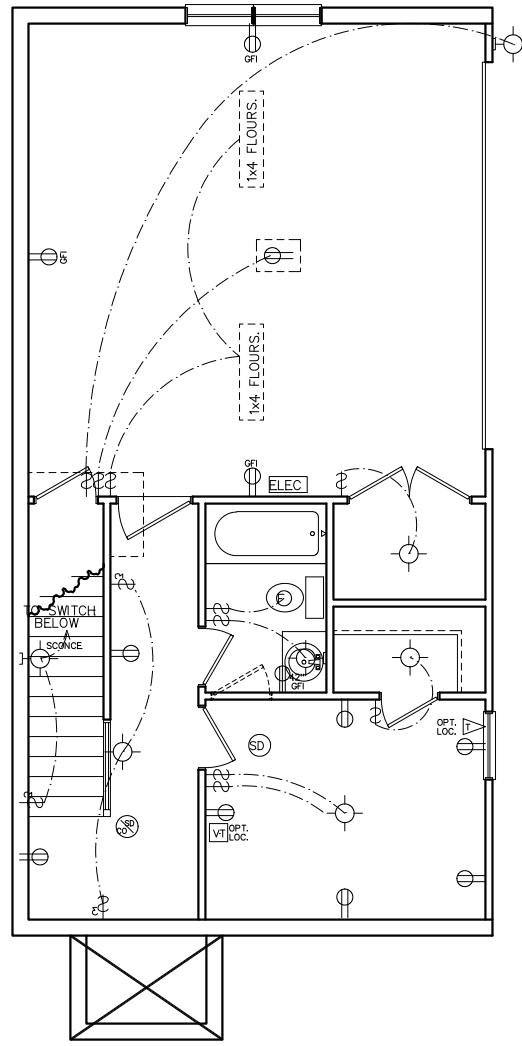 GFI
1x4 FLOURS.
GFI
1x4 FLOURS.
GFI
ELEC
TO SWITCH
BELOW
SCONCE
F
42"
GFI
OPT.
LOC.
T
SD
SD
CO
V-T
OPT.
LOC.